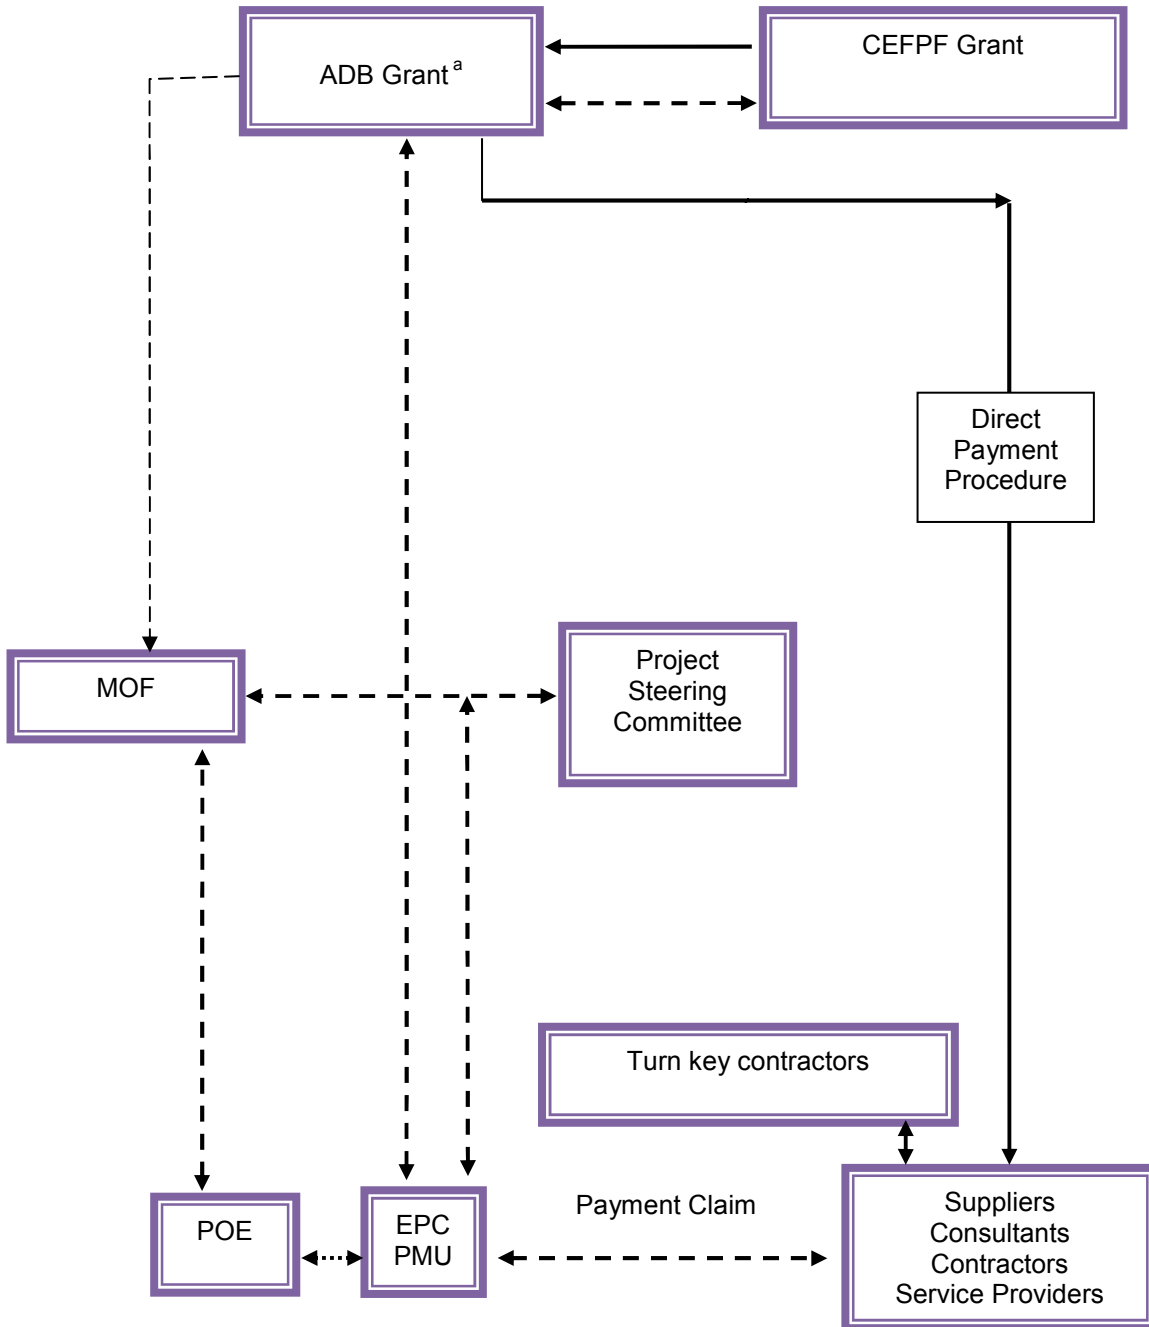 ADB Grant a
CEFPF Grant
Direct
Payment
Procedure
Project
Steering
Committee
MOF
Turn key contractors
POE
EPC
PMU
Payment Claim
Suppliers
Consultants
Contractors
Service Providers